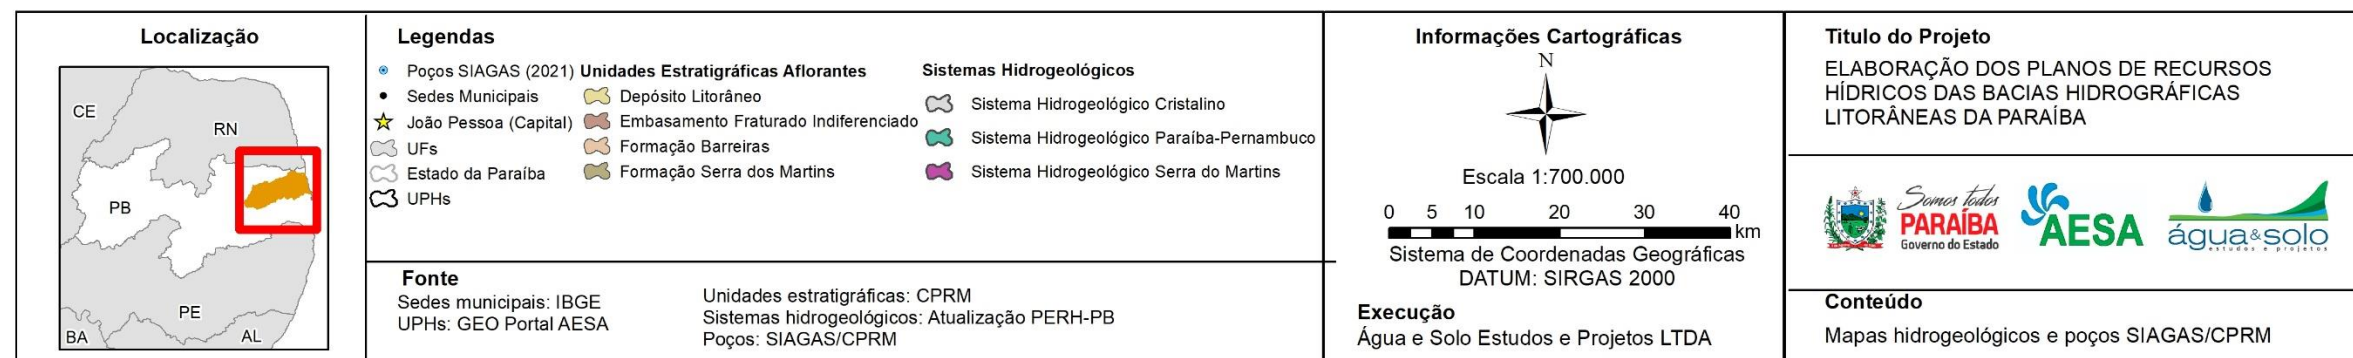 Localização
CE
RN
PB
PE
BA
AL
Legendas
Poços SIAGAS (2021)
Sedes Municipais
João Pessoa (Capital)
UFs
Estado da Paraíba
UPHs
Unidades Estratigráficas Aflorantes
Depósito Litorâneo
Embasamento Fraturado Indiferenciado
Formação Barreiras
Formação Serra dos Martins
Sistemas Hidrogeológicos
Sistema Hidrogeológico Cristalino
Sistema Hidrogeológico Paraíba-Pernambuco
Sistema Hidrogeológico Serra do Martins
Fonte
Sedes municipais: IBGE
UPHs: GEO Portal AESA
Unidades estratigráficas: CPRM
Sistemas hidrogeológicos: Atualização PERH-PB
Poços: SIAGAS/CPRM
Informações Cartográficas
N
Escala 1:700.000
0 5 10 20 30 40
km
Sistema de Coordenadas Geográficas
DATUM: SIRGAS 2000
Execução
Água e Solo Estudos e Projetos LTDA
Titulo do Projeto
ELABORAÇÃO DOS PLANOS DE RECURSOS
HÍDRICOS DAS BACIAS HIDROGRÁFICAS
LITORÂNEAS DA PARAÍBA
Somos todos
PARAÍBA
Governo do Estado
AESA
água&solo
estudos e projetos
Conteúdo
Mapas hidrogeológicos e poços SIAGAS/CPRM